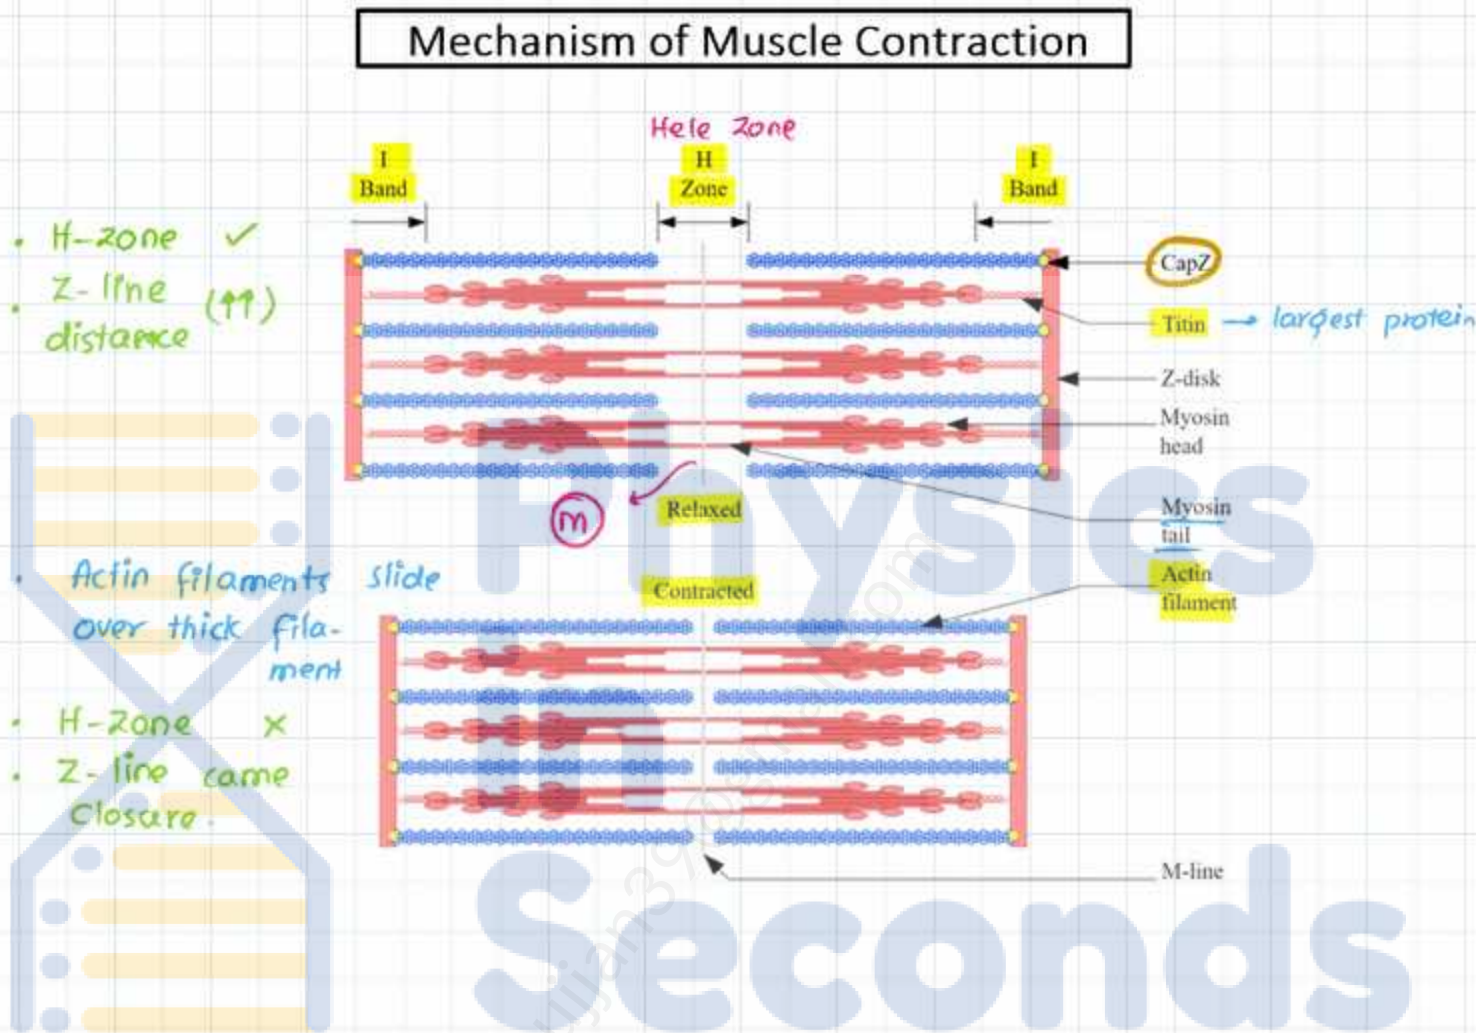 Mechanism of Muscle Contraction
Hele Zone
I
Band
H
Zone
I
Band
• H-zone ✓
• Z-line (↑↑)
distance
CapZ
Titin → largest protein
Z-disk
Myosin
head
Myosin
tail
m
Relaxed
Contracted
Actin
filament
• Actin filaments slide
over thick fila-
ment
• H-zone x
• Z-line came
Closure.
M-line
Physics
In
Seconds